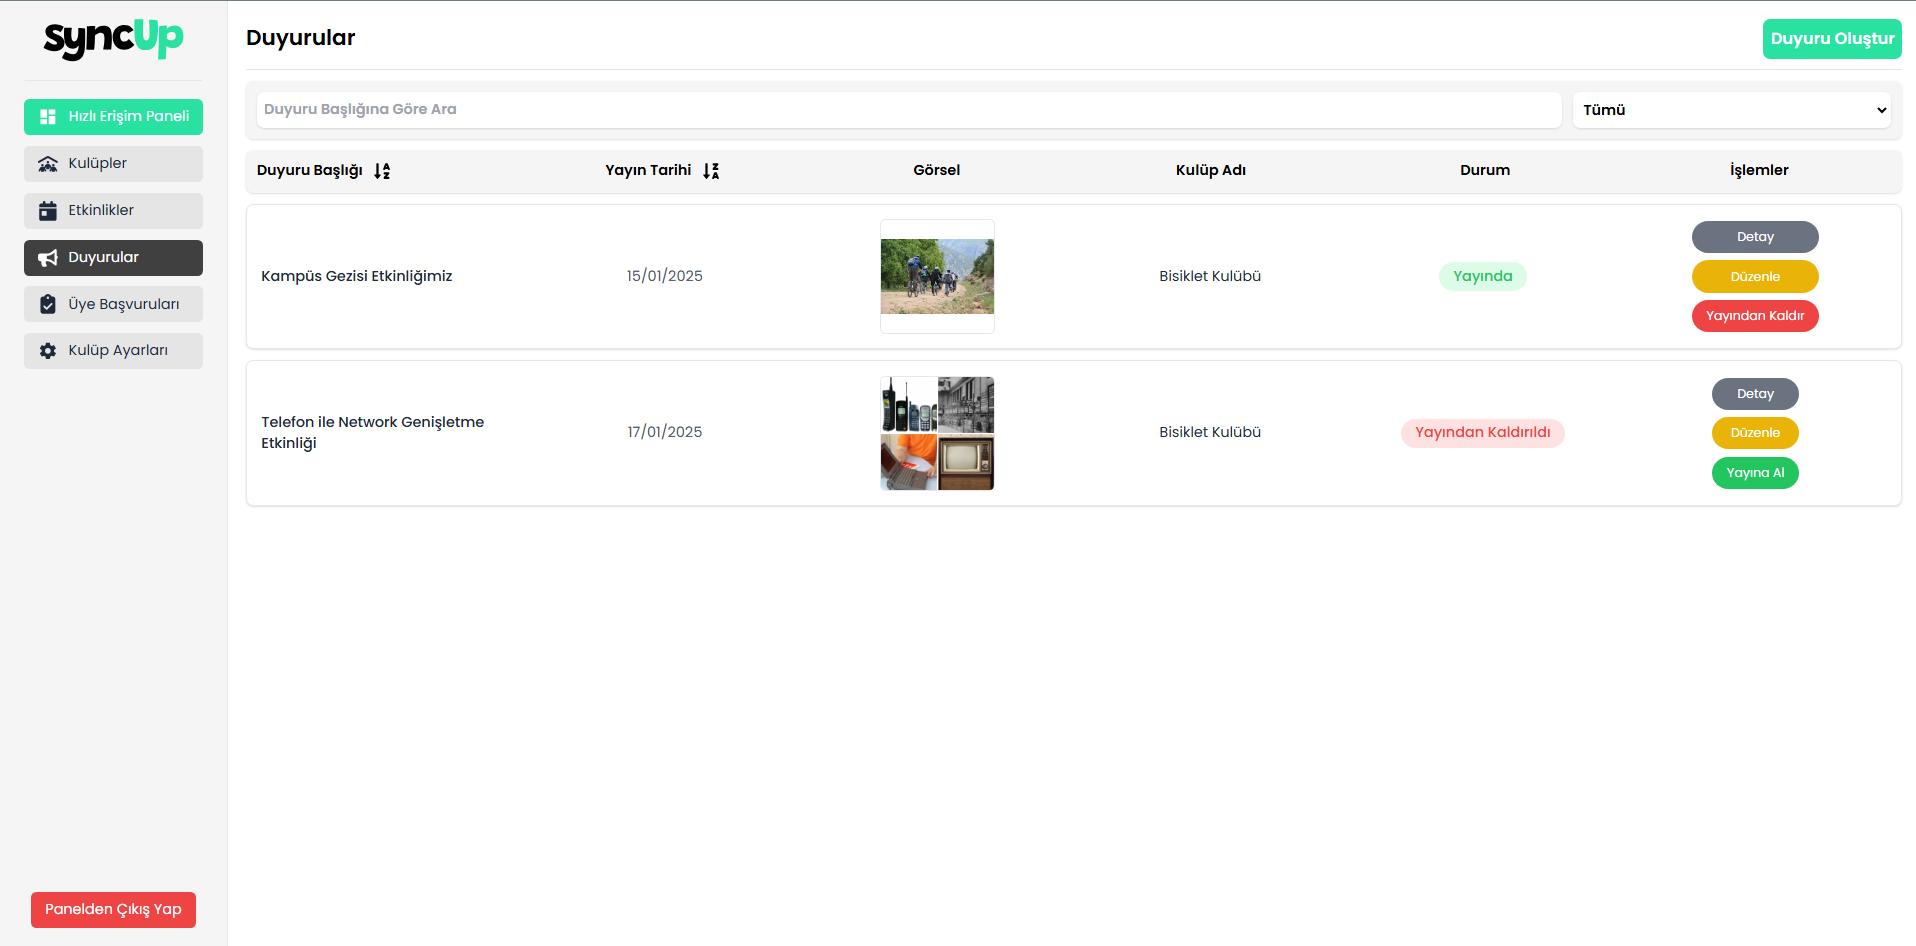 SyncUp
Hızlı Erişim Paneli
Kulüpler
Etkinlikler
Duyurular
Üye Başvuruları
Kulüp Ayarları
Panelden Çıkış Yap
Duyurular
Duyuru Oluştur
Duyuru Başlığına Göre Ara
Tümü
Duyuru Başlığı
Yayın Tarihi
Görsel
Kulüp Adı
Durum
İşlemler
Kampüs Gezisi Etkinliğimiz
15/01/2025
Bisiklet Kulübü
Yayında
Detay
Düzenle
Yayından Kaldır
Telefon ile Network Genişletme
Etkinliği
17/01/2025
Bisiklet Kulübü
Yayından Kaldırıldı
Detay
Düzenle
Yayına Al